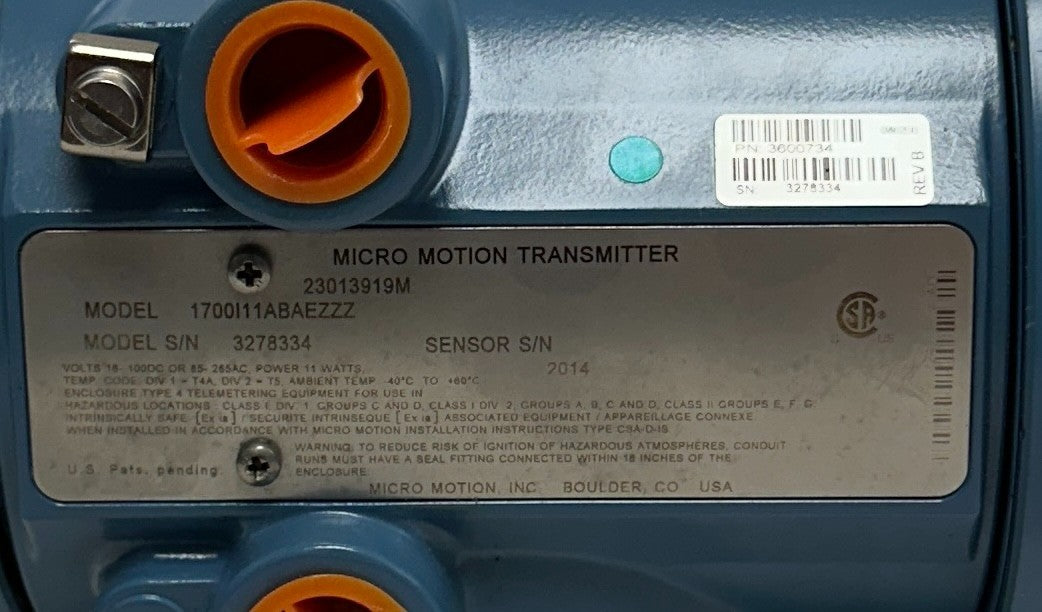 P/N: 3600734
SN: 3278334
REV B
MICRO MOTION TRANSMITTER
23013919M
MODEL 1700I11ABAEZZZ
MODEL S/N 3278334 SENSOR S/N
2014
VOLTS 18- 100DC OR 85- 265AC, POWER 11 WATTS,
TEMP. CODE: DIV 1 = T4A, DIV 2 = T5, AMBIENT TEMP. -40°C TO +60°C
ENCLOSURE TYPE 4 TELEMETERING EQUIPMENT FOR USE IN
HAZARDOUS LOCATIONS : CLASS I, DIV. 1, GROUPS C AND D, CLASS I DIV. 2, GROUPS A, B, C AND D, CLASS II GROUPS E, F, G
INTRINSICALLY SAFE [Ex ia] / SECURITE INTRINSEQUE [Ex ia] ASSOCIATED EQUIPMENT / APPAREILLAGE CONNEXE
WHEN INSTALLED IN ACCORDANCE WITH MICRO MOTION INSTALLATION INSTRUCTIONS TYPE CSA-D-IS
WARNING: TO REDUCE RISK OF IGNITION OF HAZARDOUS ATMOSPHERES, CONDUIT
RUNS MUST HAVE A SEAL FITTING CONNECTED WITHIN 18 INCHES OF THE
ENCLOSURE.
U.S. Pats. pending
MICRO MOTION, INC. BOULDER, CO USA
SA ®
C US